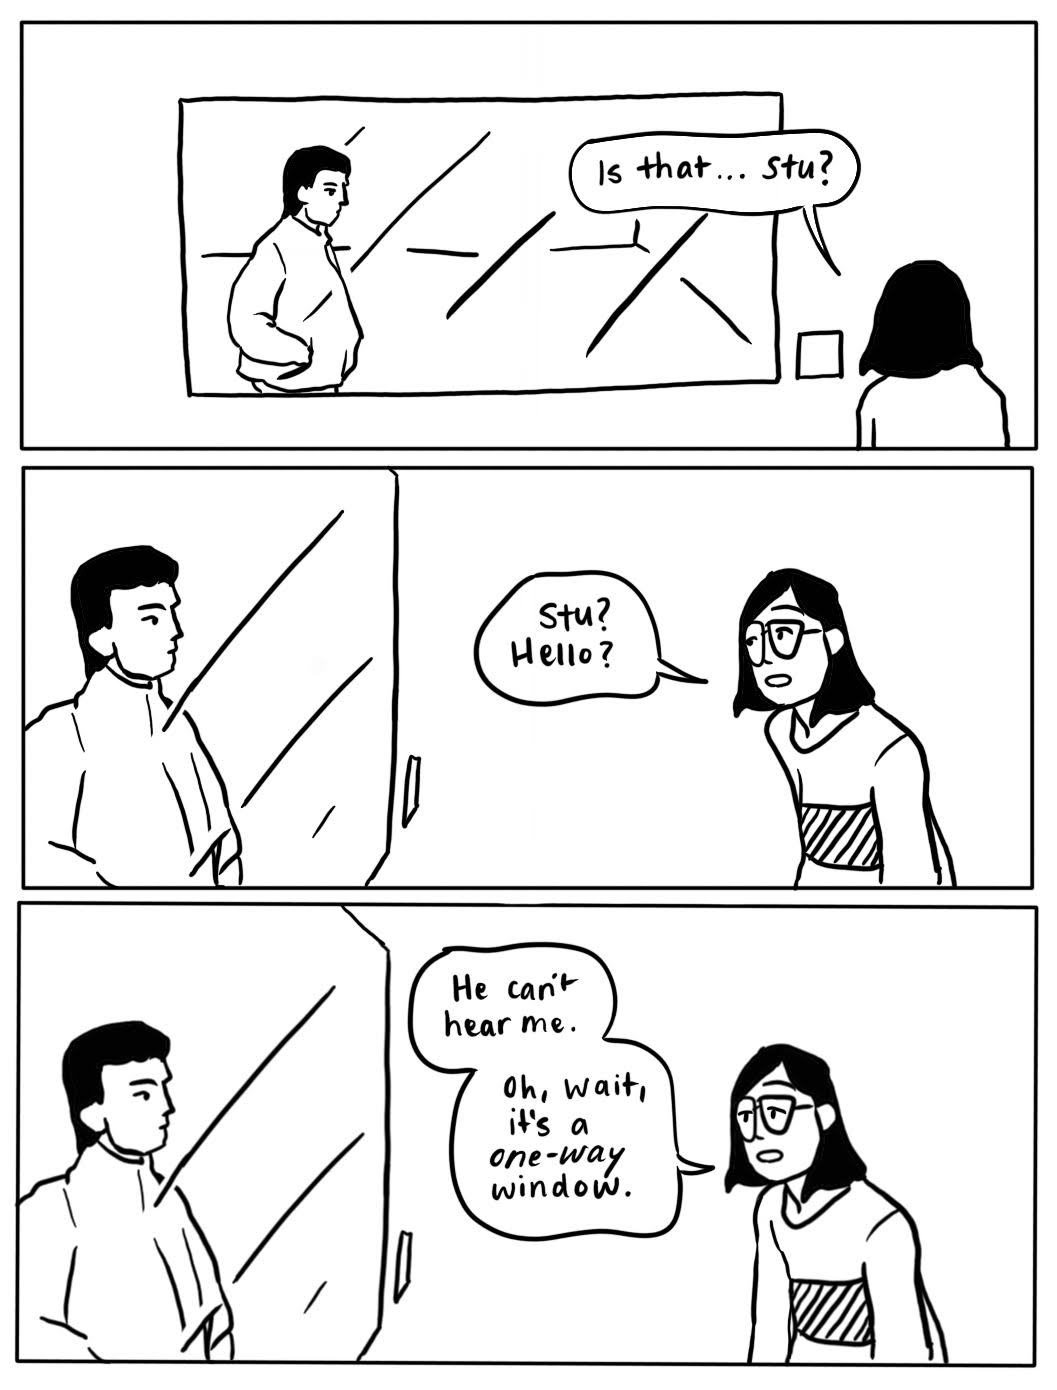 Is that... Stu?
Stu?
Hello?
He can't
hear me.
Oh, wait,
it's a
one-way
window.